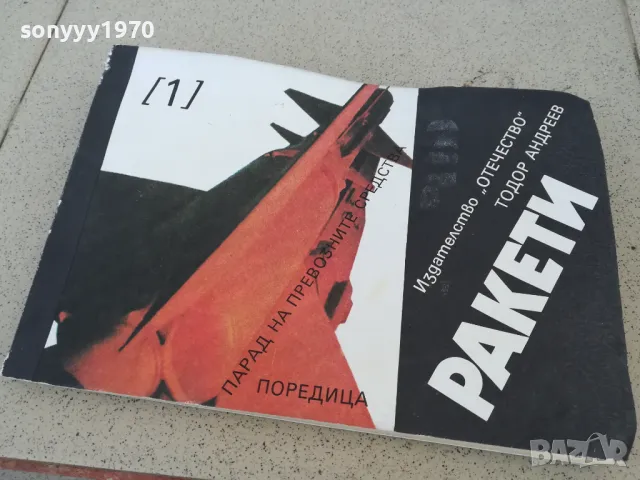 sonyyy1970
[1]
ПАРАД НА ПРЕВОЗНИТЕ СРЕДСТВА
ПОРЕДИЦА
Издателство „ОТЕЧЕСТВО“
ТОДОР АНДРЕЕВ
РАКЕТИ
BAZAR